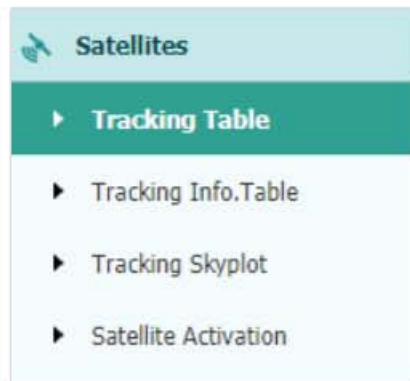 Satellites
Tracking Table
Tracking Info.Table
Tracking Skyplot
Satellite Activation